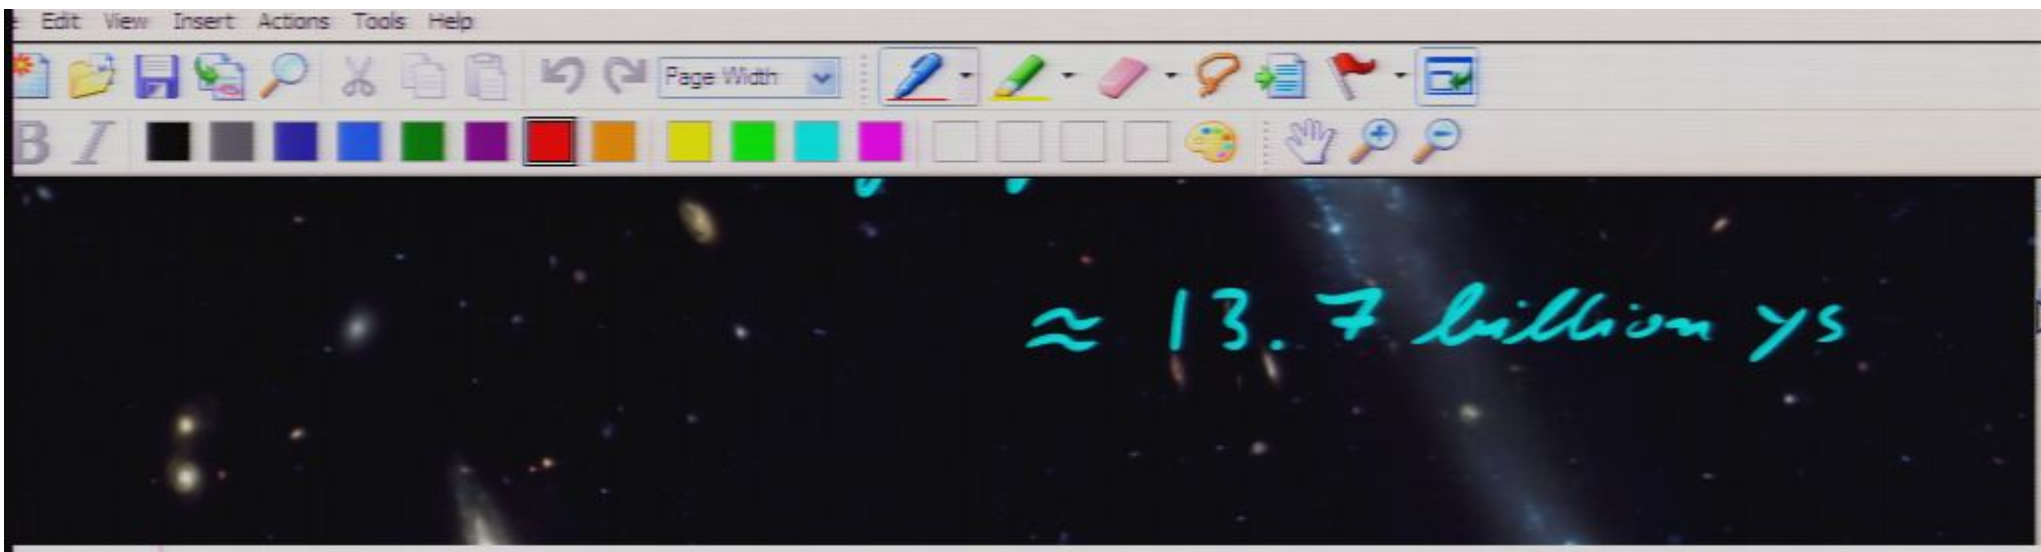 Edit View Insert Actions Tools Help
Page Width
B I
≈ 13.7 billion ys